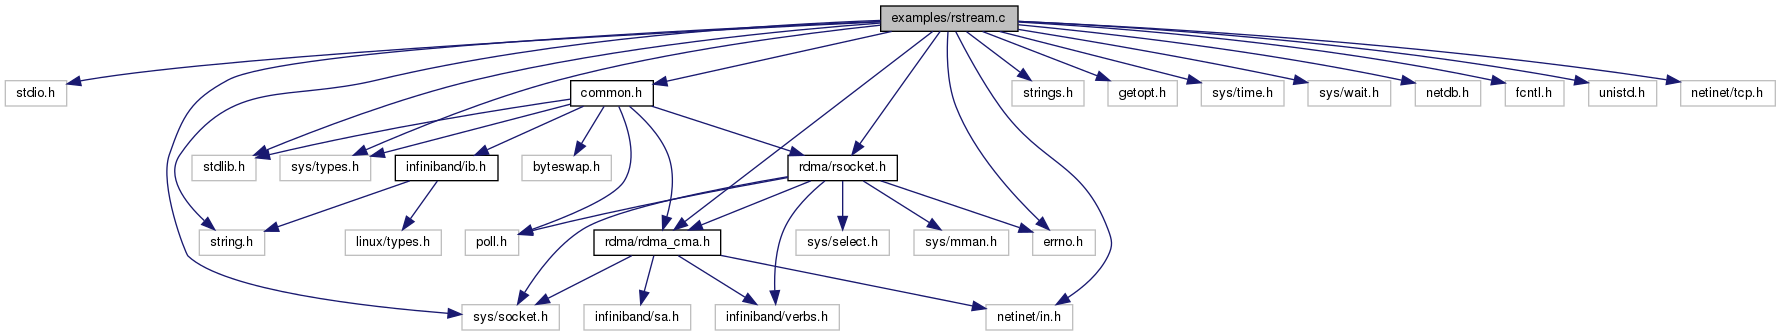 examples/rstream.c
stdio.h
common.h
strings.h
getopt.h
sys/time.h
sys/wait.h
netdb.h
fcntl.h
unistd.h
netinet/tcp.h
stdlib.h
sys/types.h
infiniband/ib.h
byteswap.h
rdma/rsocket.h
string.h
linux/types.h
poll.h
rdma/rdma_cma.h
sys/select.h
sys/mman.h
errno.h
sys/socket.h
infiniband/sa.h
infiniband/verbs.h
netinet/in.h